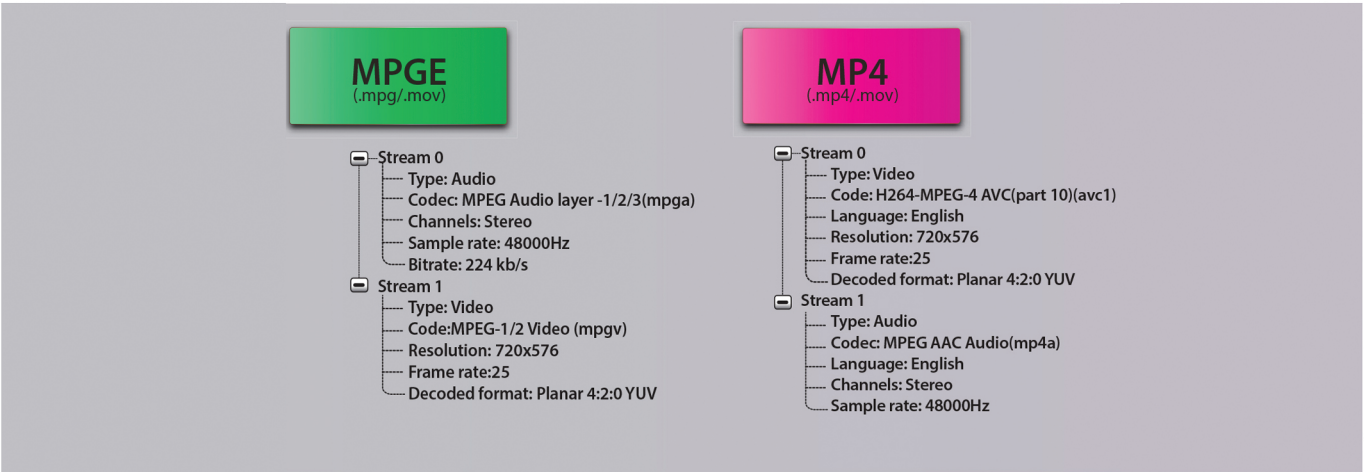 MPGE
(.mpg/.mov)
Stream 0
Type: Audio
Codec: MPEG Audio layer -1/2/3(mpga)
Channels: Stereo
Sample rate: 48000Hz
Bitrate: 224 kb/s
Stream 1
Type: Video
Code:MPEG-1/2 Video (mpgv)
Resolution: 720x576
Frame rate:25
Decoded format: Planar 4:2:0 YUV
MP4
(.mp4/.mov)
Stream 0
Type: Video
Code: H264-MPEG-4 AVC(part 10)(avc1)
Language: English
Resolution: 720x576
Frame rate:25
Decoded format: Planar 4:2:0 YUV
Stream 1
Type: Audio
Codec: MPEG AAC Audio(mp4a)
Language: English
Channels: Stereo
Sample rate: 48000Hz